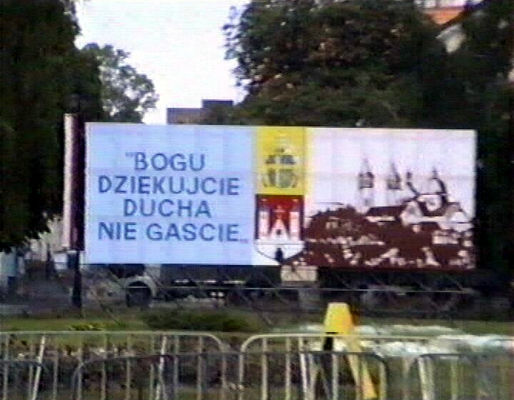 "BOGU
DZIEKUJCIE
DUCHA
NIE GASCIE„